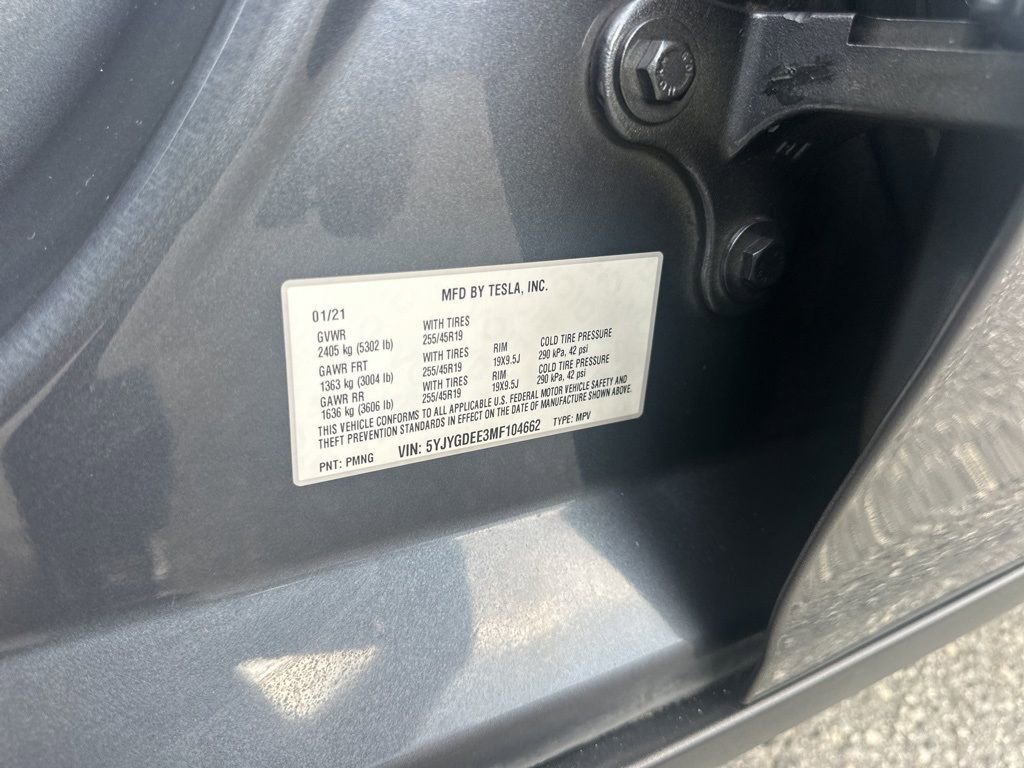 MFD BY TESLA, INC.
01/21
GVWR WITH TIRES
2405 kg (5302 lb) 255/45R19 RIM COLD TIRE PRESSURE
GAWR FRT WITH TIRES 19X9.5J 290 kPa, 42 psi
1363 kg (3004 lb) 255/45R19 RIM COLD TIRE PRESSURE
GAWR RR WITH TIRES 19X9.5J 290 kPa, 42 psi
1636 kg (3606 lb) 255/45R19
THIS VEHICLE CONFORMS TO ALL APPLICABLE U.S. FEDERAL MOTOR VEHICLE SAFETY AND
THEFT PREVENTION STANDARDS IN EFFECT ON THE DATE OF MANUFACTURE SHOWN ABOVE.
PNT: PMNG VIN: 5YJYGDEE3MF104662 TYPE: MPV